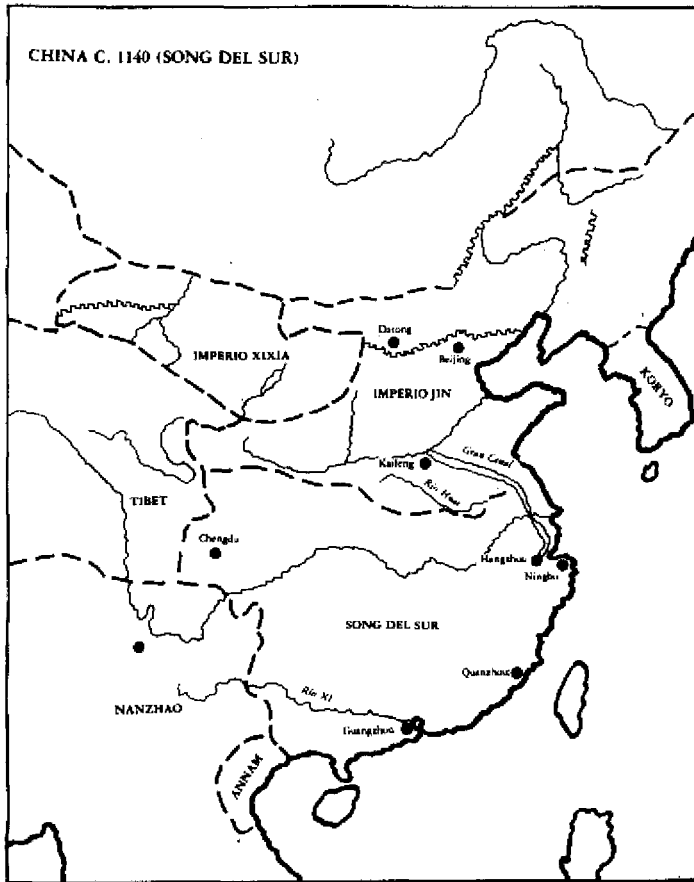 CHINA C. 1140 (SONG DEL SUR)
Datong
Beijing
IMPERIO XIXIA
IMPERIO JIN
KORYO
Gran Canal
Kaifeng
Río Huai
TIBET
Chengdu
Hangzhou
Ningbo
SONG DEL SUR
Quanzhou
Río Xi
NANZHAO
Guangzhou
ANNAM